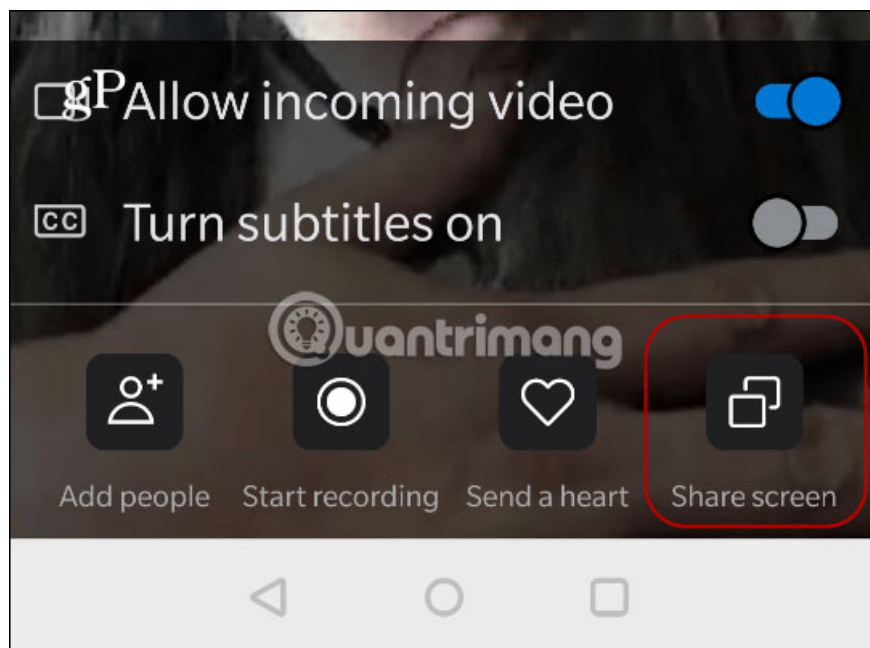 gP Allow incoming video
CC Turn subtitles on
Quantrimang
Add people Start recording Send a heart Share screen